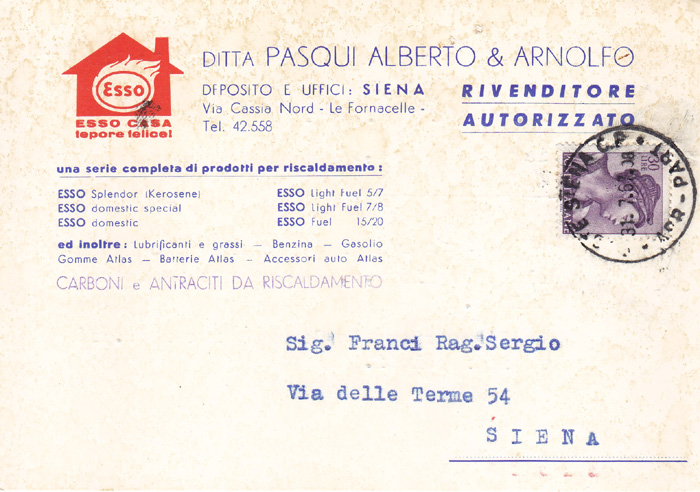 Esso
ESSO CASA
tepore felice!
DITTA PASQUI ALBERTO & ARNOLFO
DEPOSITO E UFFICI: SIENA
Via Cassia Nord - Le Fornacelle -
Tel. 42.558
RIVENDITORE
AUTORIZZATO
una serie completa di prodotti per riscaldamento:
ESSO Splendor (Kerosene) ESSO Light Fuel 5/7
ESSO domestic special ESSO Light Fuel 7/8
ESSO domestic ESSO Fuel 15/20
ed inoltre: Lubrificanti e grassi — Benzina — Gasolio
Gomme Atlas — Batterie Atlas — Accessori auto Atlas
CARBONI e ANTRACITI DA RISCALDAMENTO
30
LIRE
SIENA C.P.
Sig. Franci Rag.Sergio
Via delle Terme 54
SIENA